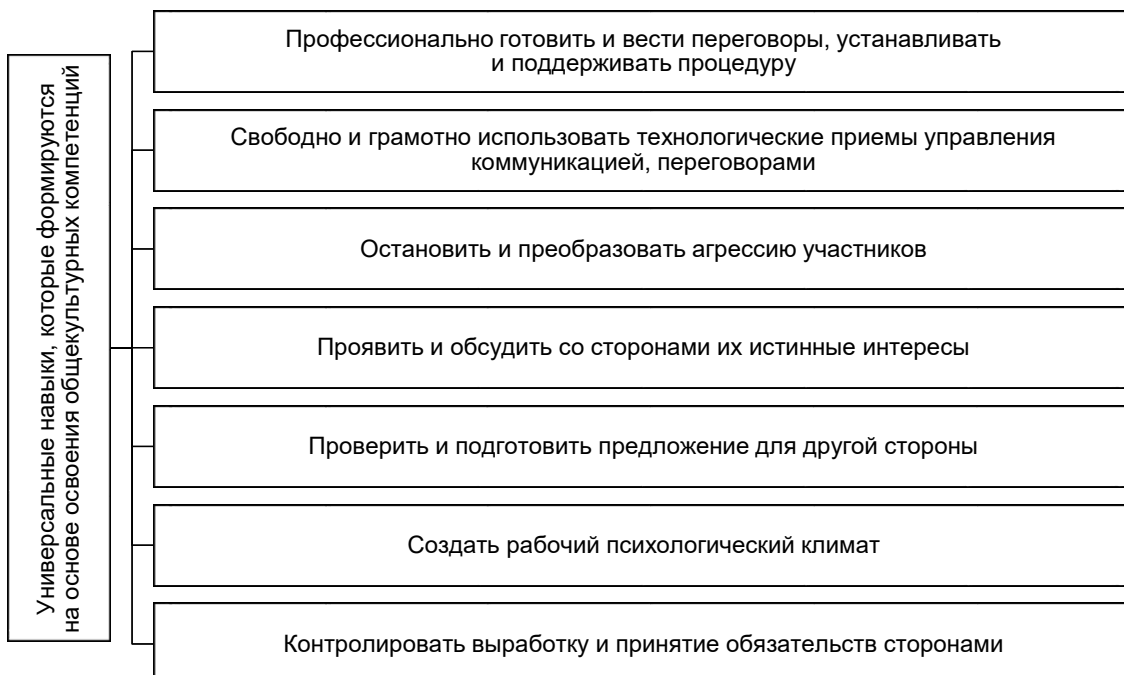 Универсальные навыки, которые формируются
на основе освоения общекультурных компетенций
Профессионально готовить и вести переговоры, устанавливать
и поддерживать процедуру
Свободно и грамотно использовать технологические приемы управления
коммуникацией, переговорами
Остановить и преобразовать агрессию участников
Проявить и обсудить со сторонами их истинные интересы
Проверить и подготовить предложение для другой стороны
Создать рабочий психологический климат
Контролировать выработку и принятие обязательств сторонами